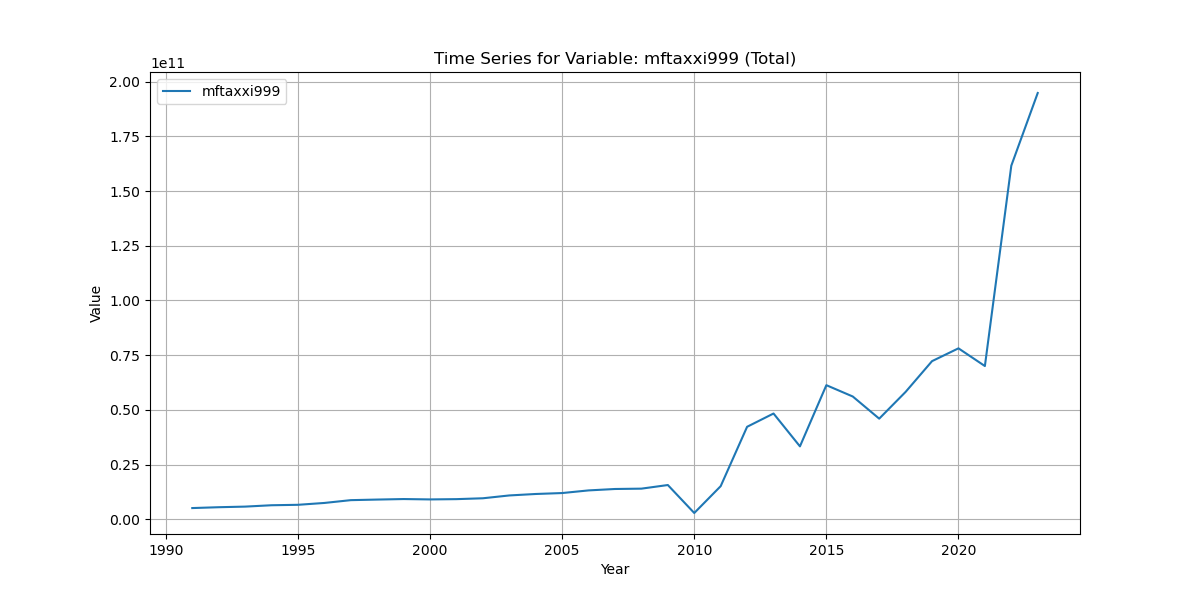 Time Series for Variable: mftaxxi999 (Total)
1e11
mftaxxi999
2.00
1.75
1.50
1.25
1.00
0.75
0.50
0.25
0.00
Value
1990 1995 2000 2005 2010 2015 2020
Year